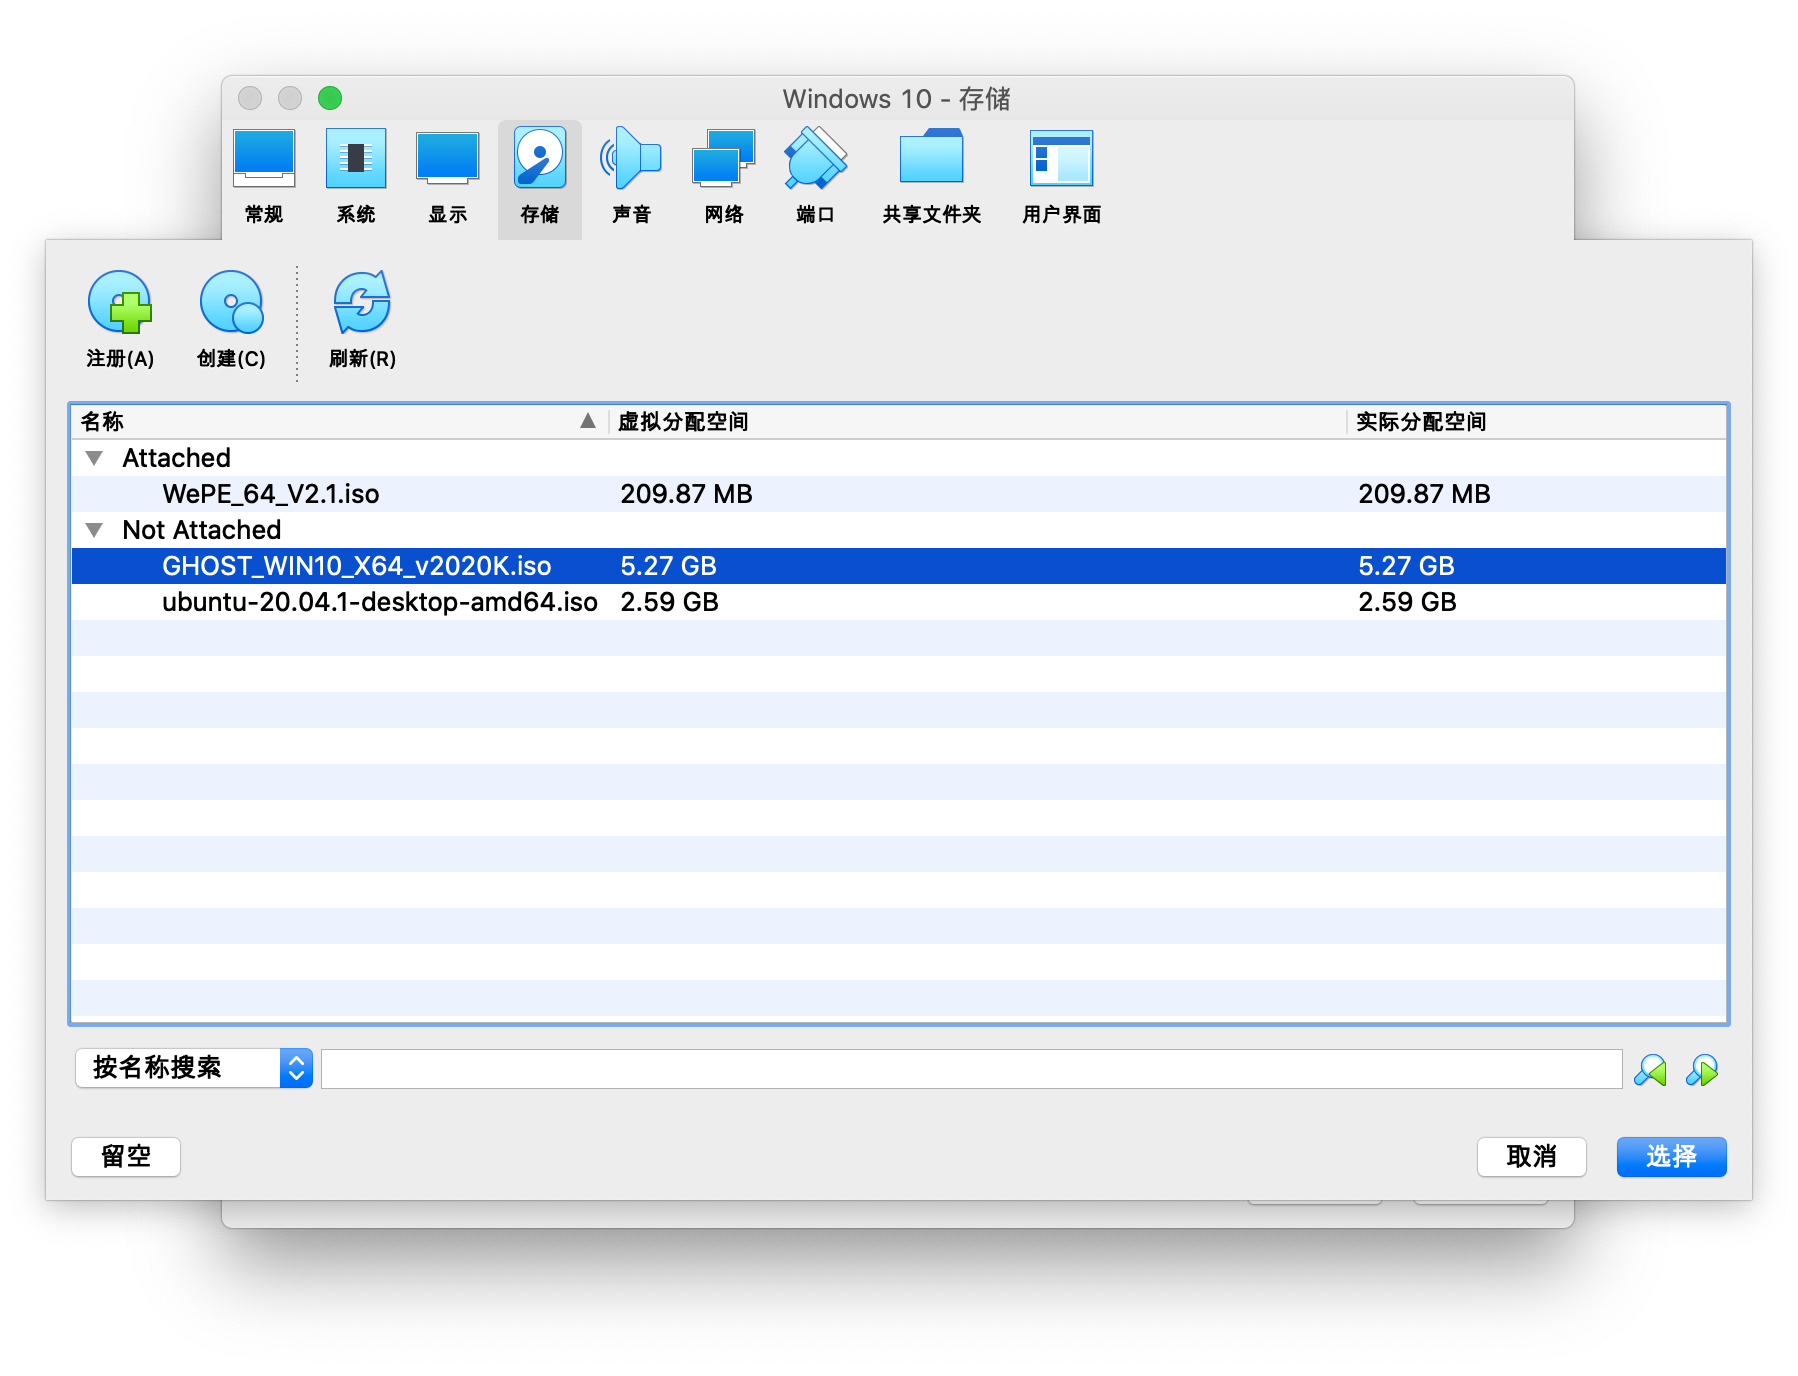 Windows 10 - 存储
常规 系统 显示 存储 声音 网络 端口 共享文件夹 用户界面
注册(A) 创建(C) 刷新(R)
名称 虚拟分配空间 实际分配空间
Attached
WePE_64_V2.1.iso 209.87 MB 209.87 MB
Not Attached
GHOST_WIN10_X64_v2020K.iso 5.27 GB 5.27 GB
ubuntu-20.04.1-desktop-amd64.iso 2.59 GB 2.59 GB
按名称搜索
留空 取消 选择